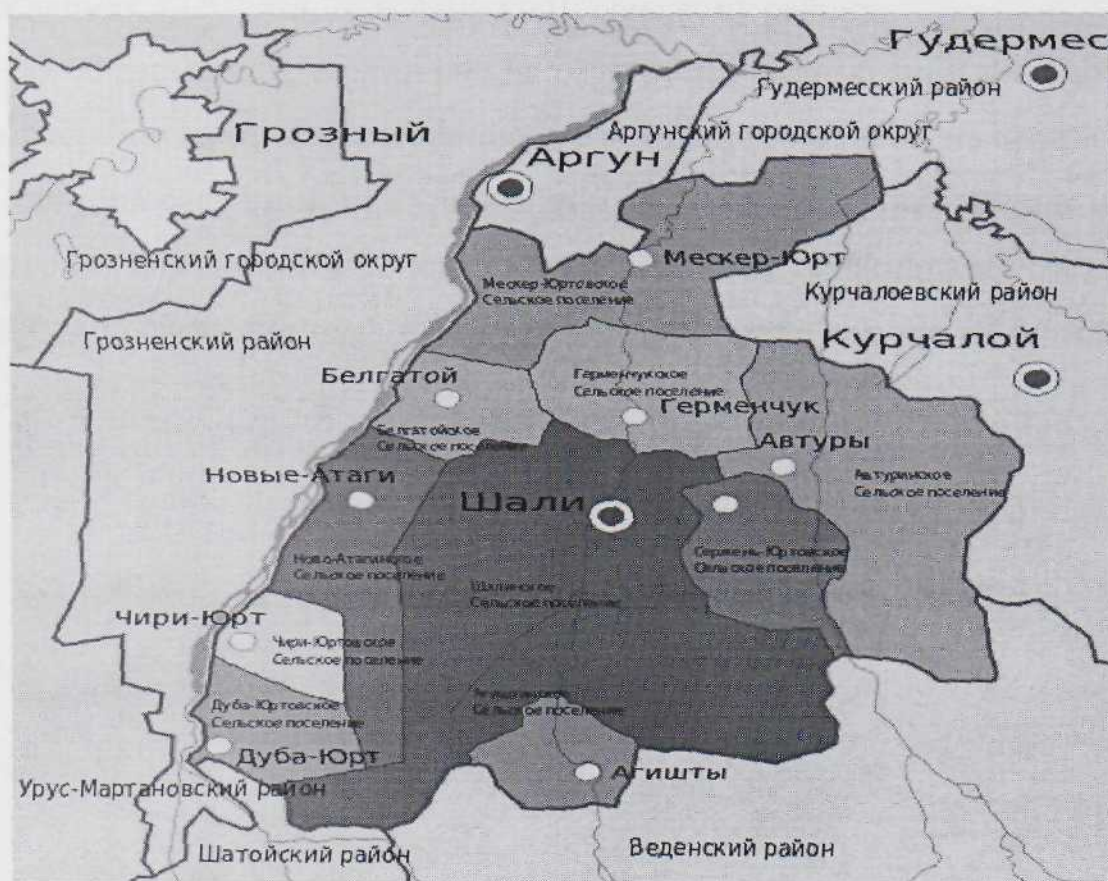 Гудермес
Гудермесский район
Грозный
Аргунский городской округ
Аргун
Мескер-Юрт
Грозненский городской округ
Мескер-Юртовское
Сельское поселение
Курчалоевский район
Грозненский район
Курчалой
Белгатой
Герменчукское
Сельское поселение
Герменчук
Белгатойское
Сельское поселение
Автуры
Новые-Атаги
Автуринское
Сельское поселение
Шали
Ново-Атагинское
Сельское поселение
Сержень-Юртовское
Сельское поселение
Шалинское
Сельское поселение
Чири-Юрт
Чири-Юртовское
Сельское поселение
Дуба-Юртовское
Сельское поселение
Агиштинское
Сельское поселение
Дуба-Юрт
Агишты
Урус-Мартановский район
Шатойский район
Веденский район